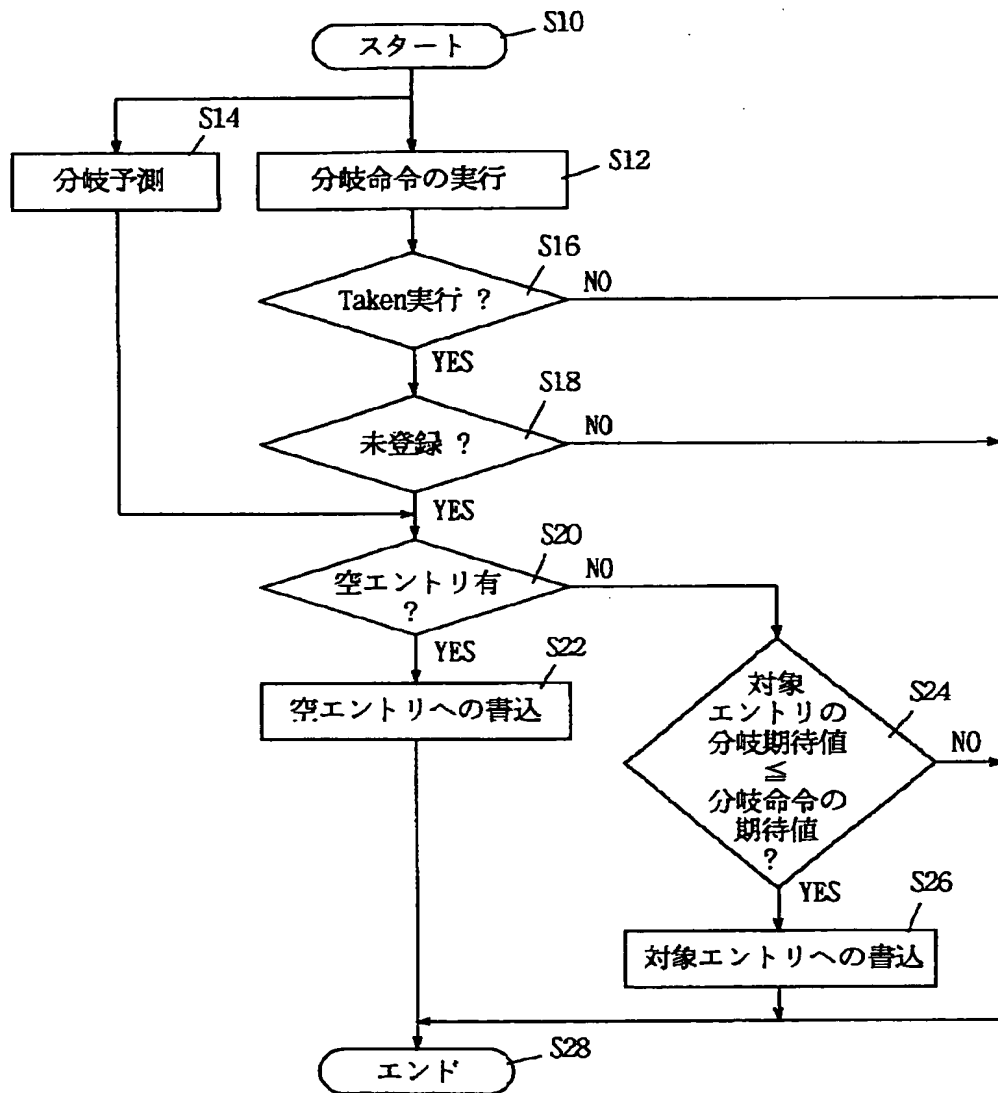 S10
スタート
S14
分岐予測
S12
分岐命令の実行
S16
Taken実行 ?
NO
YES
S18
未登録 ?
NO
YES
S20
空エントリ有
?
NO
YES
S22
空エントリへの書込
S24
対象
エントリの
分岐期待値
≦
分岐命令の
期待値
?
NO
YES
S26
対象エントリへの書込
S28
エンド